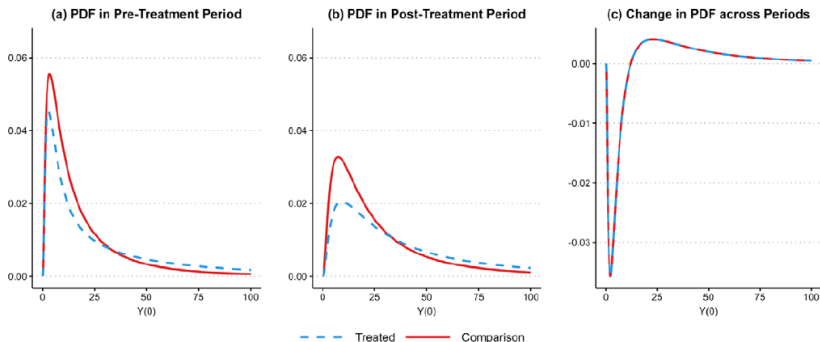 (a) PDF in Pre-Treatment Period
(b) PDF in Post-Treatment Period
(c) Change in PDF across Periods
0.06
0.04
0.02
0.00
0 25 50 75 100
Y(0)
0.06
0.04
0.02
0.00
0 25 50 75 100
Y(0)
0.00
-0.01
-0.02
-0.03
0 25 50 75 100
Y(0)
Treated Comparison